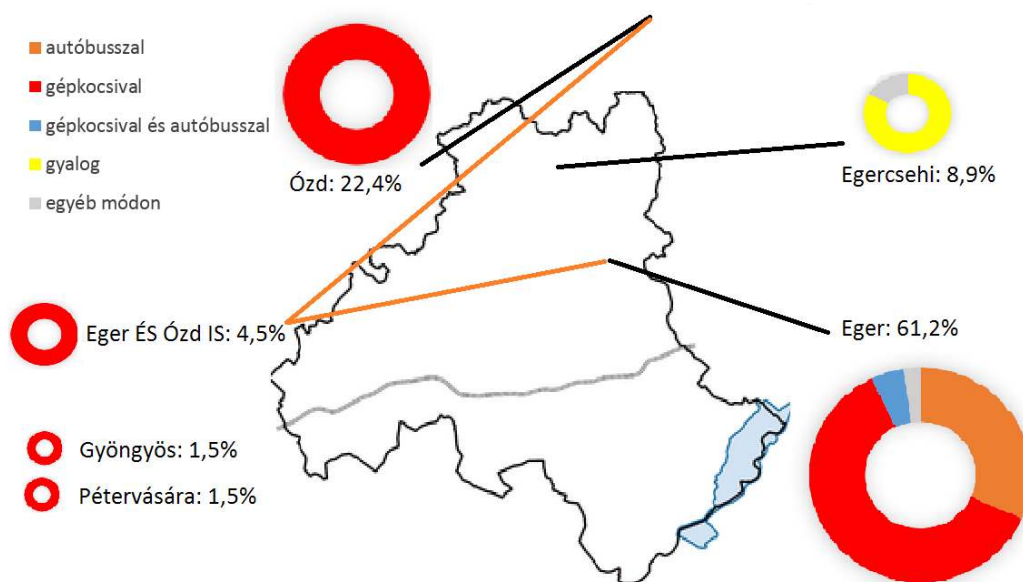 autóbusszal
gépkocsival
gépkocsival és autóbusszal
gyalog
egyéb módon
Ózd: 22,4%
Egercsehi: 8,9%
Eger ÉS Ózd IS: 4,5%
Eger: 61,2%
Gyöngyös: 1,5%
Pétervására: 1,5%